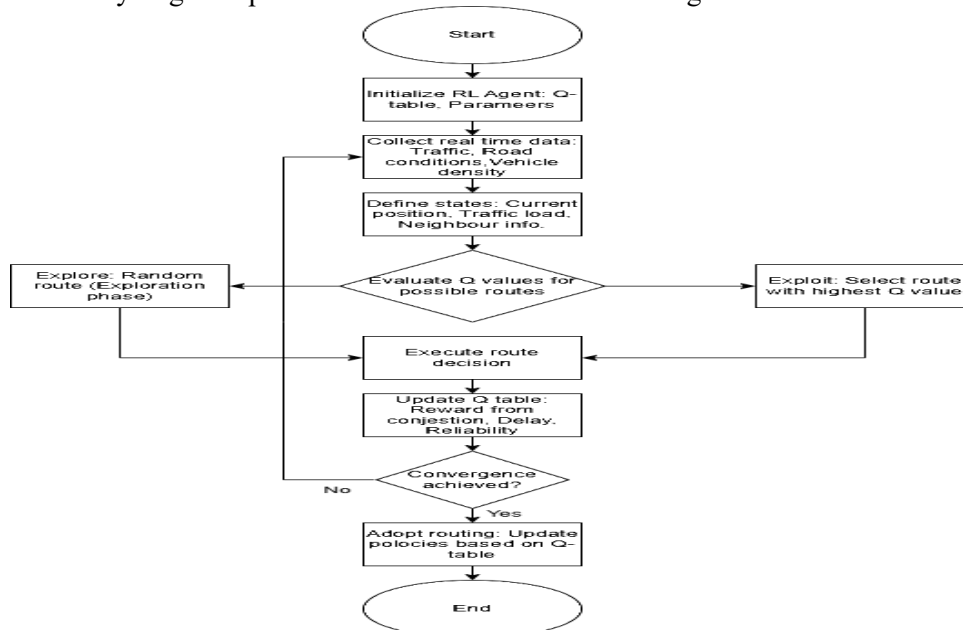 Start
Initialize RL Agent: Q-
table, Parameers
Collect real time data:
Traffic, Road
conditions,Vehicle
density
Define states: Current
position, Traffic load,
Neighbour info.
Evaluate Q values for
possible routes
Explore: Random
route (Exploration
phase)
Exploit: Select route
with highest Q value
Execute route
decision
Update Q table:
Reward from
conjestion, Delay,
Reliability
Convergence
achieved?
No
Yes
Adopt routing: Update
polocies based on Q-
table
End